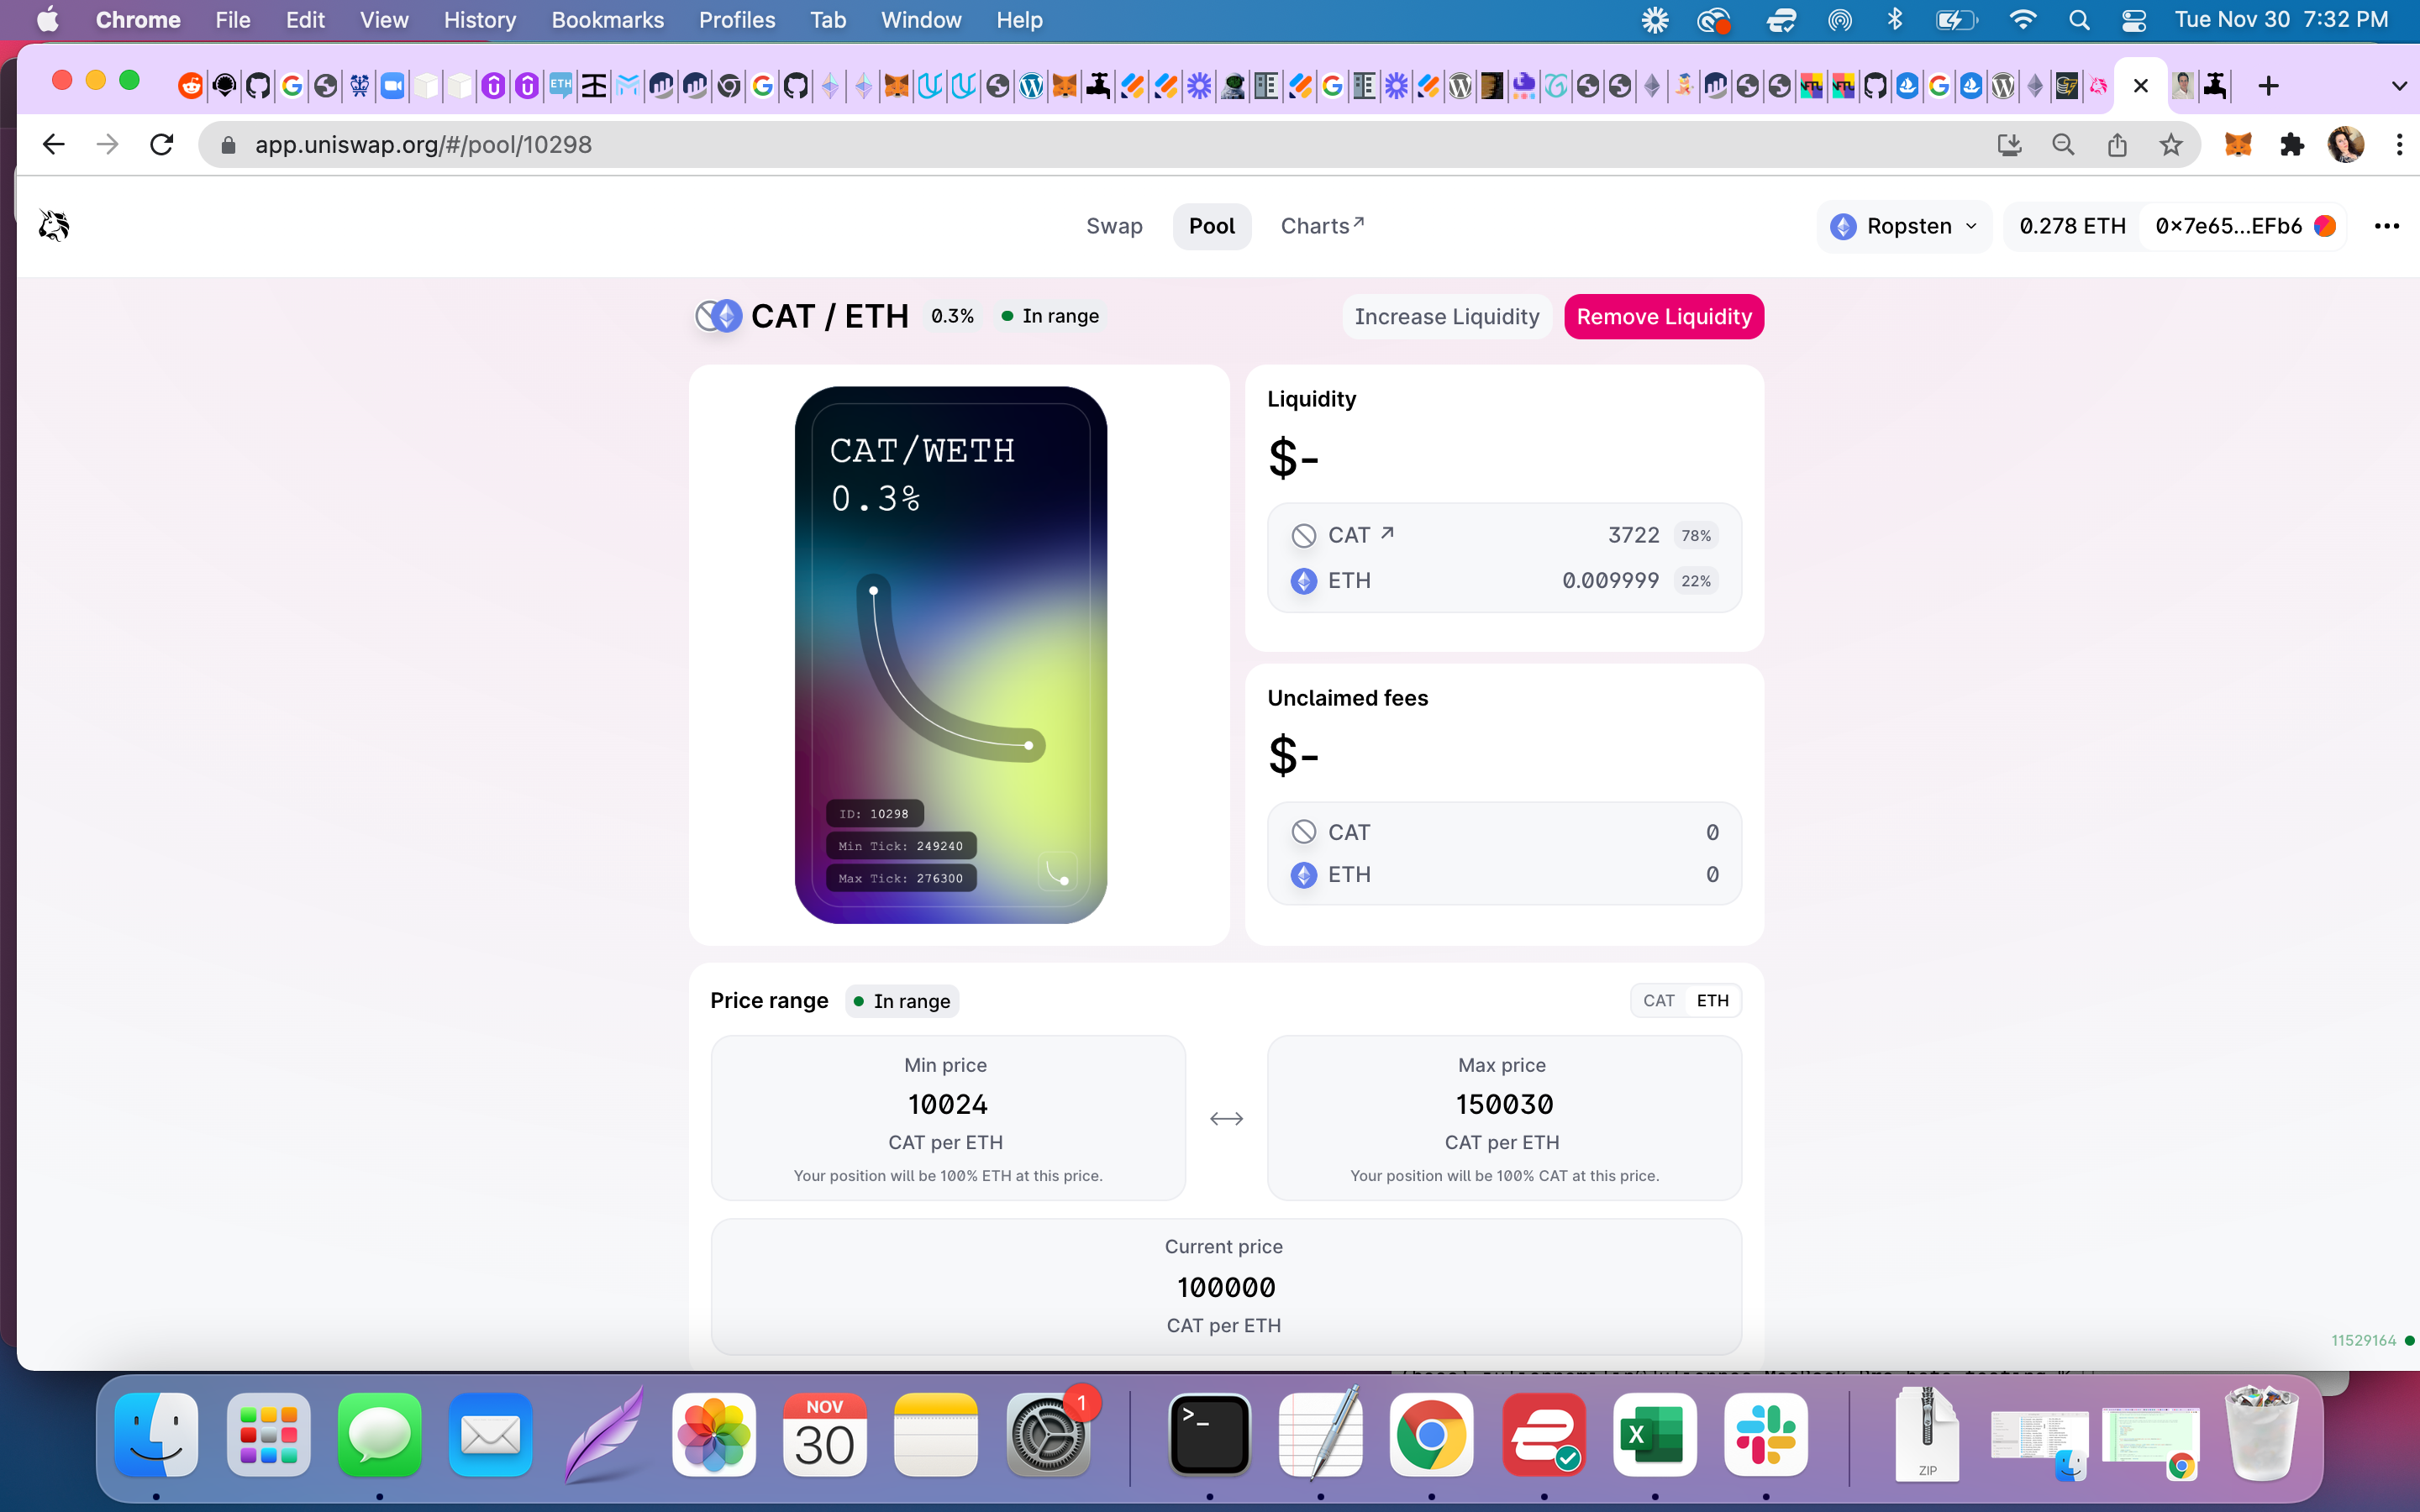 Chrome File Edit View History Bookmarks Profiles Tab Window Help Tue Nov 30 7:32 PM
app.uniswap.org/#/pool/10298
Swap Pool Charts↗ Ropsten 0.278 ETH 0×7e65...EFb6
CAT / ETH 0.3% In range Increase Liquidity Remove Liquidity
CAT/WETH
0.3%
ID: 10298
Min Tick: 249240
Max Tick: 276300
Liquidity
$-
CAT ↗ 3722 78%
ETH 0.009999 22%
Unclaimed fees
$-
CAT 0
ETH 0
Price range In range CAT ETH
Min price
10024
CAT per ETH
Your position will be 100% ETH at this price.
Max price
150030
CAT per ETH
Your position will be 100% CAT at this price.
Current price
100000
CAT per ETH
11529164
NOV
30
1
ZIP